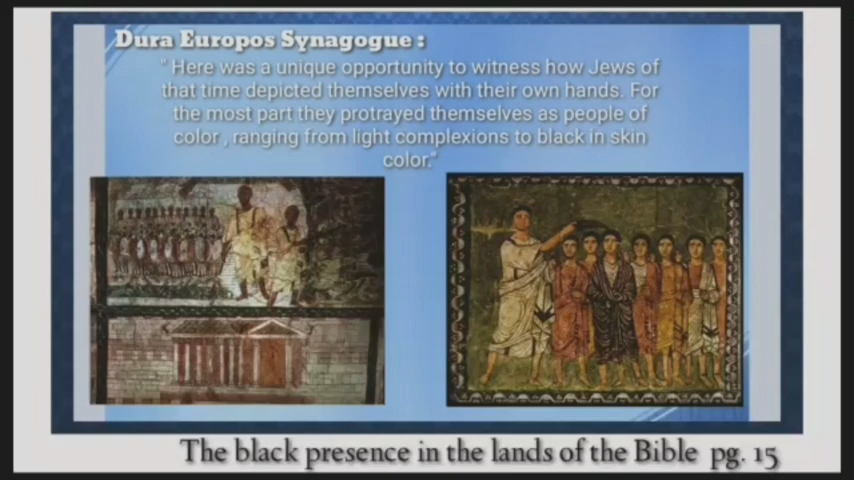 Dura Europos Synagogue :
" Here was a unique opportunity to witness how Jews of
that time depicted themselves with their own hands. For
the most part they protrayed themselves as people of
color , ranging from light complexions to black in skin
color."
The black presence in the lands of the Bible pg. 15